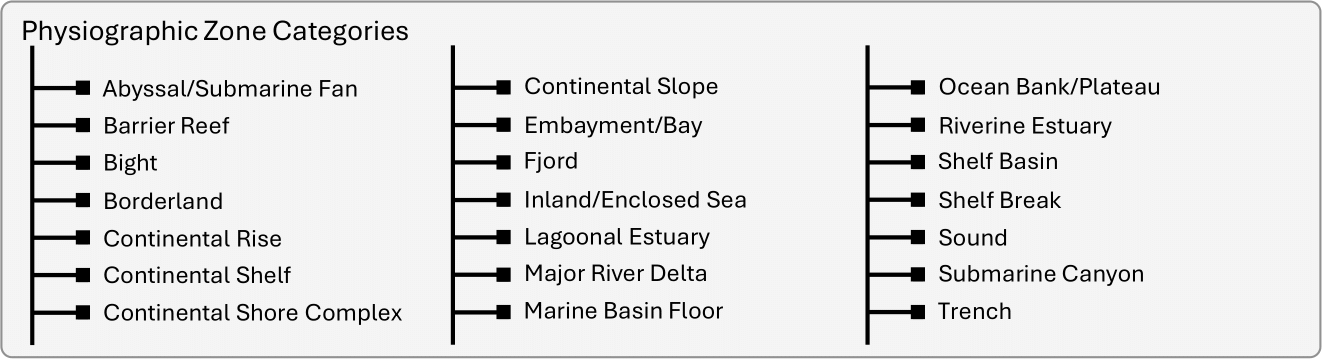 Physiographic Zone Categories
Abyssal/Submarine Fan
Barrier Reef
Bight
Borderland
Continental Rise
Continental Shelf
Continental Shore Complex
Continental Slope
Embayment/Bay
Fjord
Inland/Enclosed Sea
Lagoonal Estuary
Major River Delta
Marine Basin Floor
Ocean Bank/Plateau
Riverine Estuary
Shelf Basin
Shelf Break
Sound
Submarine Canyon
Trench